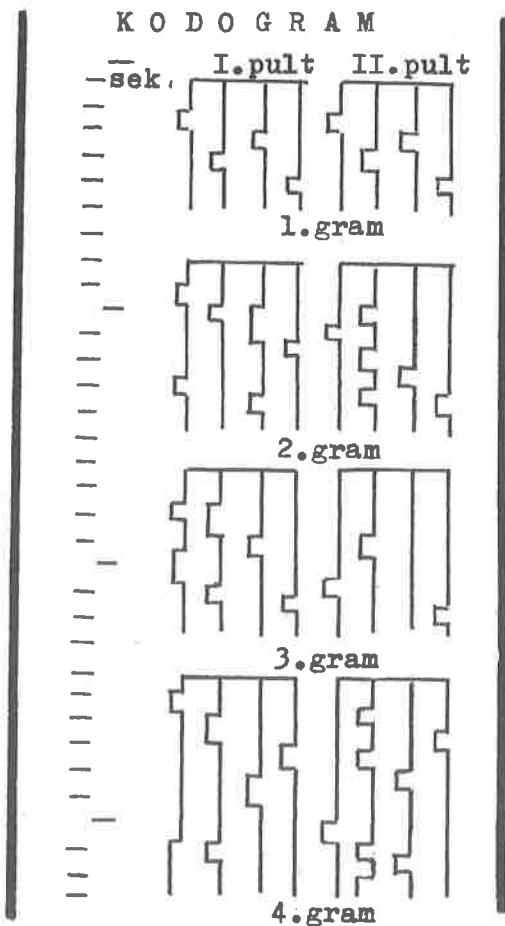 K O D O G R A M
sek. I.pult II.pult
1.gram
2.gram
3.gram
4.gram